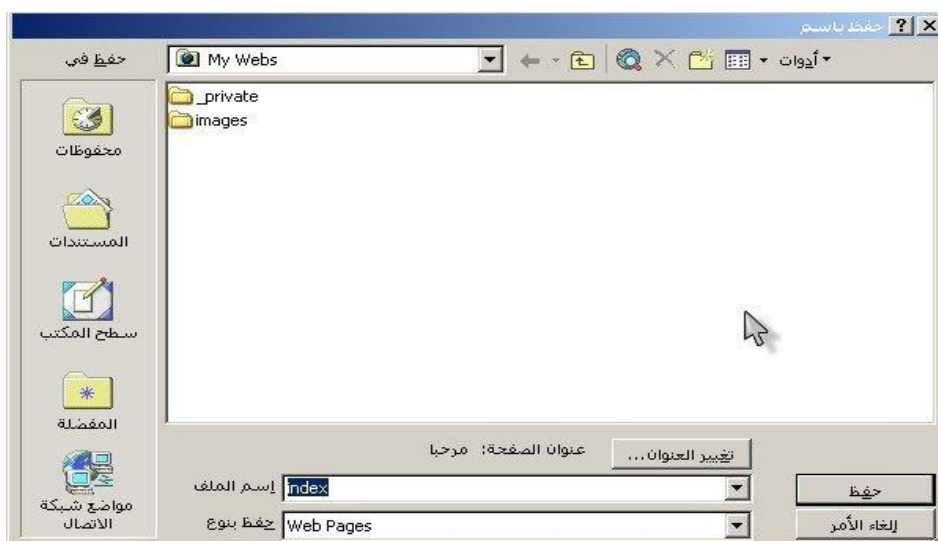 حفظ باسم
حفظ في
My Webs
أدوات
_private
images
محفوظات
المستندات
سطح المكتب
المفضلة
مواضع شبكة
الاتصال
عنوان الصفحة: مرحبا
تغيير العنوان...
إسم الملف
index
حفظ
حفظ بنوع
Web Pages
إلغاء الأمر